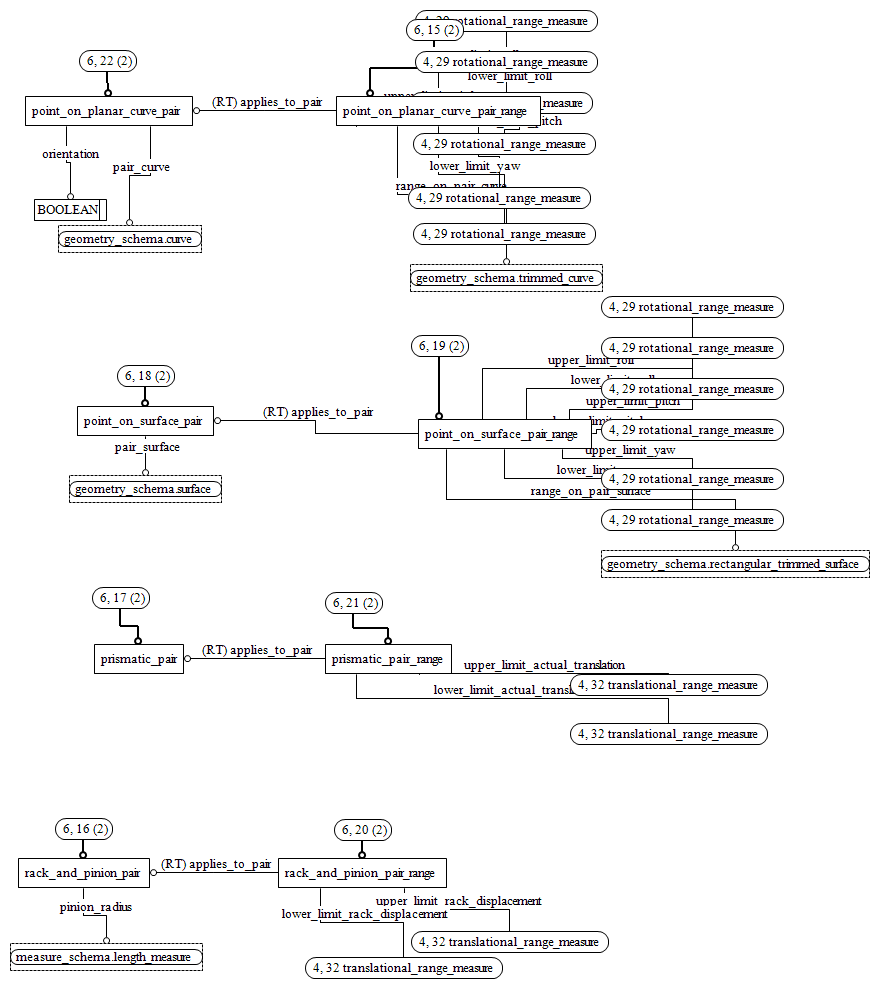 4, 29 rotational_range_measure
6, 15 (2)
6, 22 (2)
4, 29 rotational_range_measure
lower_limit_roll
(RT) applies_to_pair
point_on_planar_curve_pair
point_on_planar_curve_pair_range
measure
pitch
4, 29 rotational_range_measure
orientation
pair_curve
lower_limit_yaw
range_on_pair_curve
4, 29 rotational_range_measure
BOOLEAN
4, 29 rotational_range_measure
geometry_schema.curve
geometry_schema.trimmed_curve
4, 29 rotational_range_measure
6, 19 (2)
4, 29 rotational_range_measure
upper_limit_roll
6, 18 (2)
4, 29 rotational_range_measure
upper_limit_pitch
(RT) applies_to_pair
point_on_surface_pair
point_on_surface_pair_range
4, 29 rotational_range_measure
pair_surface
upper_limit_yaw
lower_limit
4, 29 rotational_range_measure
geometry_schema.surface
range_on_pair_surface
4, 29 rotational_range_measure
geometry_schema.rectangular_trimmed_surface
6, 17 (2)
6, 21 (2)
(RT) applies_to_pair
prismatic_pair
prismatic_pair_range
upper_limit_actual_translation
4, 32 translational_range_measure
lower_limit_actual_transl
4, 32 translational_range_measure
6, 16 (2)
6, 20 (2)
(RT) applies_to_pair
rack_and_pinion_pair
rack_and_pinion_pair_range
pinion_radius
upper_limit_rack_displacement
lower_limit_rack_displacement
4, 32 translational_range_measure
measure_schema.length_measure
4, 32 translational_range_measure